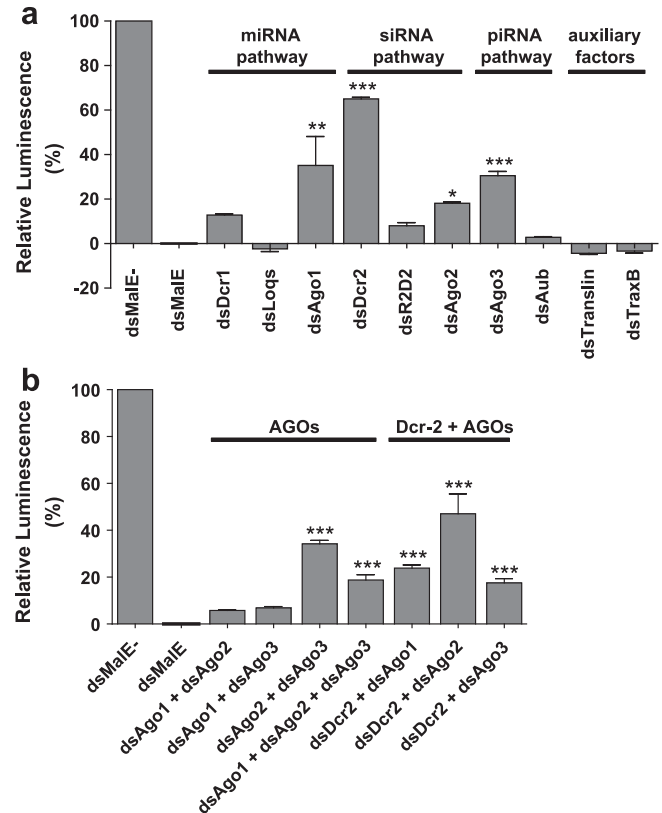 a
miRNA pathway
siRNA pathway
piRNA pathway
auxiliary factors
Relative Luminescence (%)
100
80
60
40
20
0
-20
**
***
*
***
dsMalE-
dsMalE
dsDcr1
dsLoqs
dsAgo1
dsDcr2
dsR2D2
dsAgo2
dsAgo3
dsAub
dsTranslin
dsTraxB
b
AGOs
Dcr-2 + AGOs
Relative Luminescence (%)
100
80
60
40
20
0
***
***
***
***
***
dsMalE-
dsMalE
dsAgo1 + dsAgo2
dsAgo1 + dsAgo3
dsAgo2 + dsAgo3
dsAgo1 + dsAgo2 + dsAgo3
dsDcr2 + dsAgo1
dsDcr2 + dsAgo2
dsDcr2 + dsAgo3